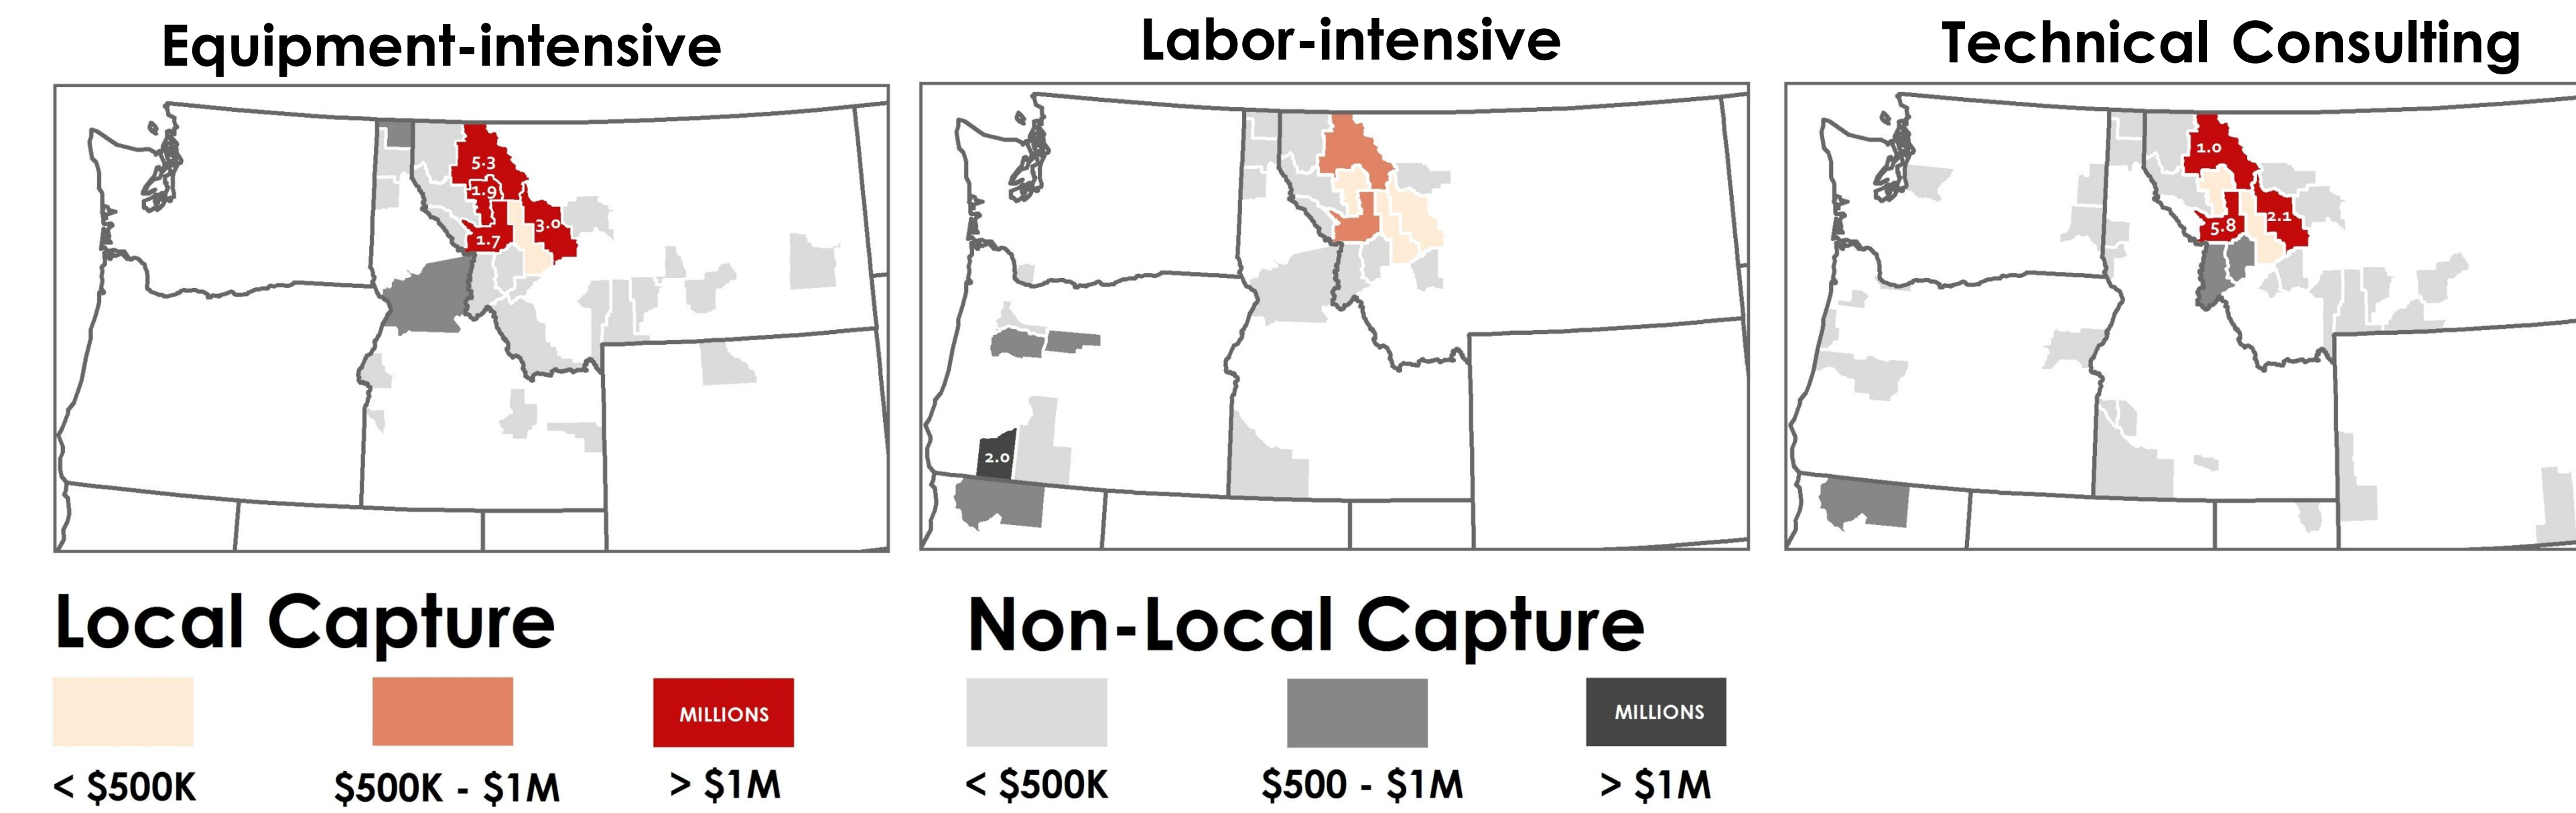 Equipment-intensive
Labor-intensive
Technical Consulting
5.3
1.9
3.0
1.7
2.0
1.0
2.1
5.8
Local Capture
Non-Local Capture
MILLIONS
MILLIONS
< $500K
$500K - $1M
> $1M
< $500K
$500 - $1M
> $1M